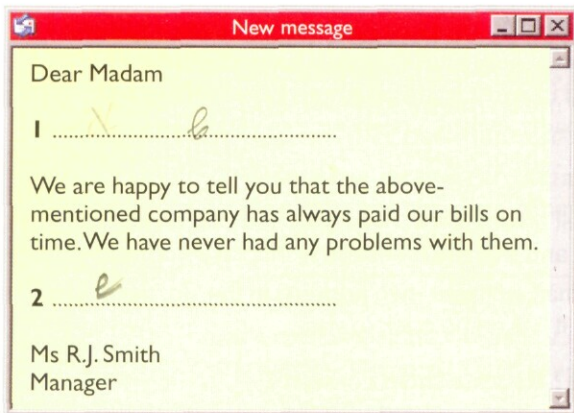 New message
Dear Madam
1 ........................ b ........................
We are happy to tell you that the above-
mentioned company has always paid our bills on
time. We have never had any problems with them.
2 ........ e ........................................
Ms R.J. Smith
Manager